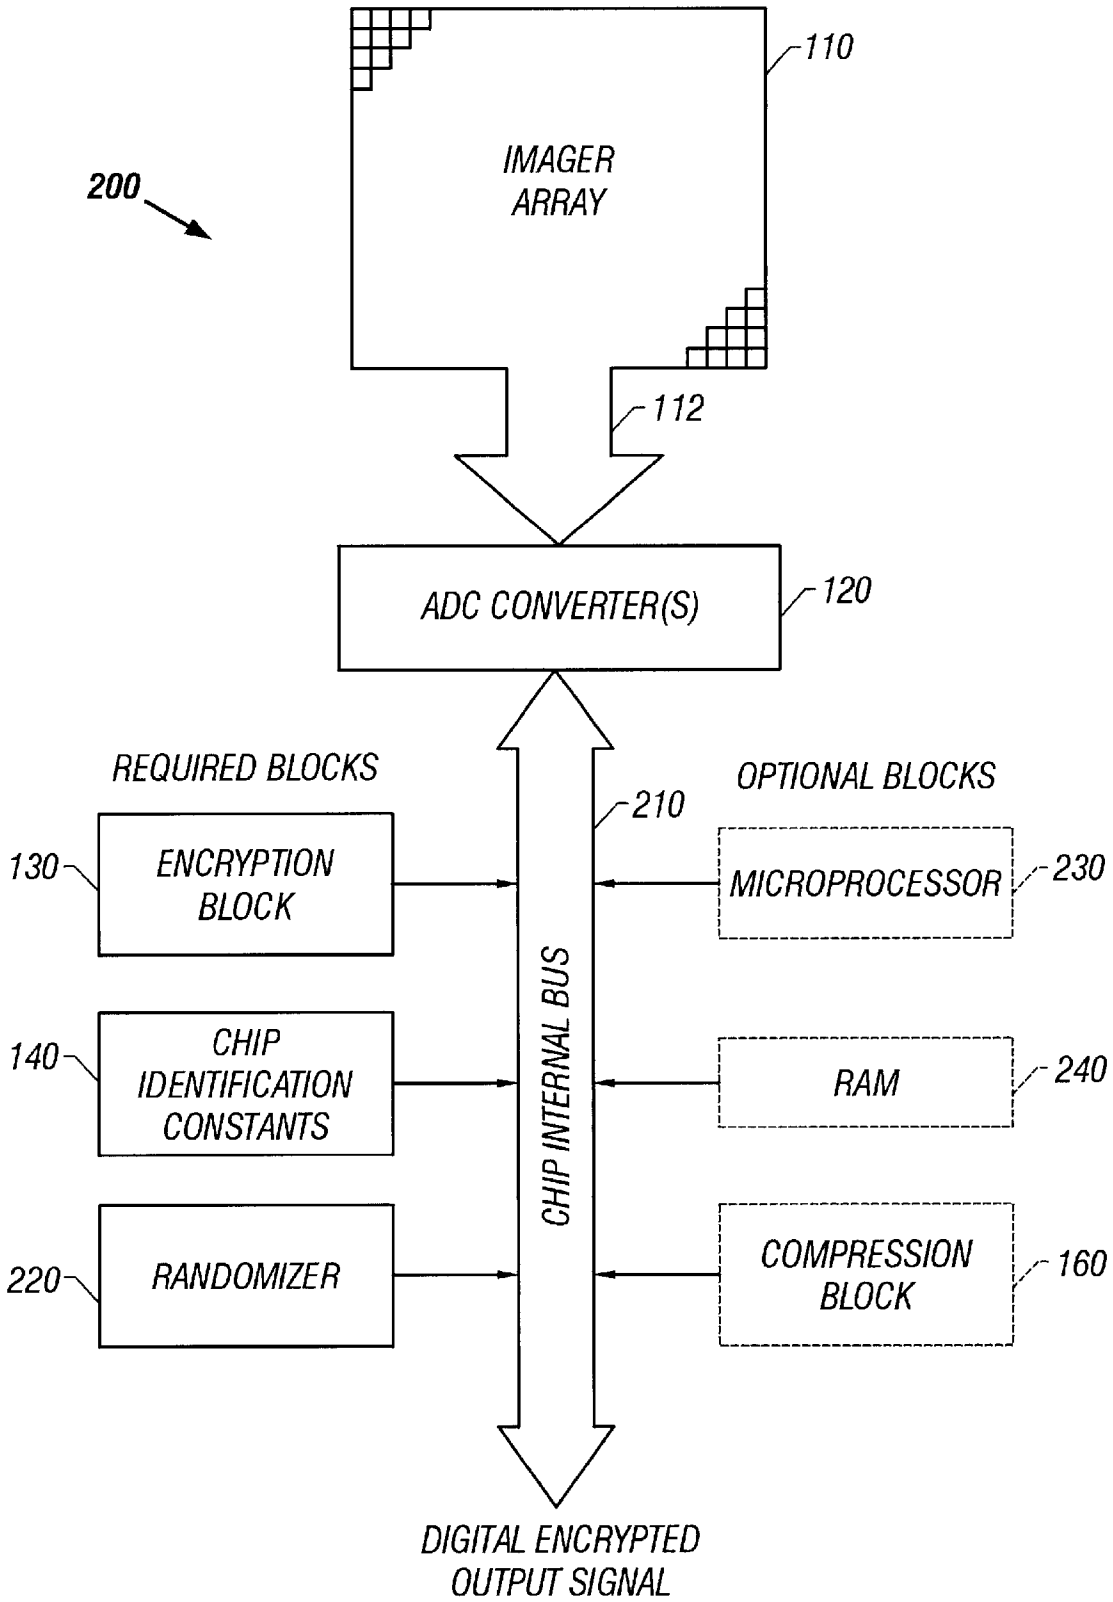 110
IMAGER
ARRAY
200
112
ADC CONVERTER(S)
120
REQUIRED BLOCKS
OPTIONAL BLOCKS
210
130
ENCRYPTION
BLOCK
MICROPROCESSOR
230
140
CHIP
IDENTIFICATION
CONSTANTS
CHIP INTERNAL BUS
RAM
240
220
RANDOMIZER
COMPRESSION
BLOCK
160
DIGITAL ENCRYPTED
OUTPUT SIGNAL